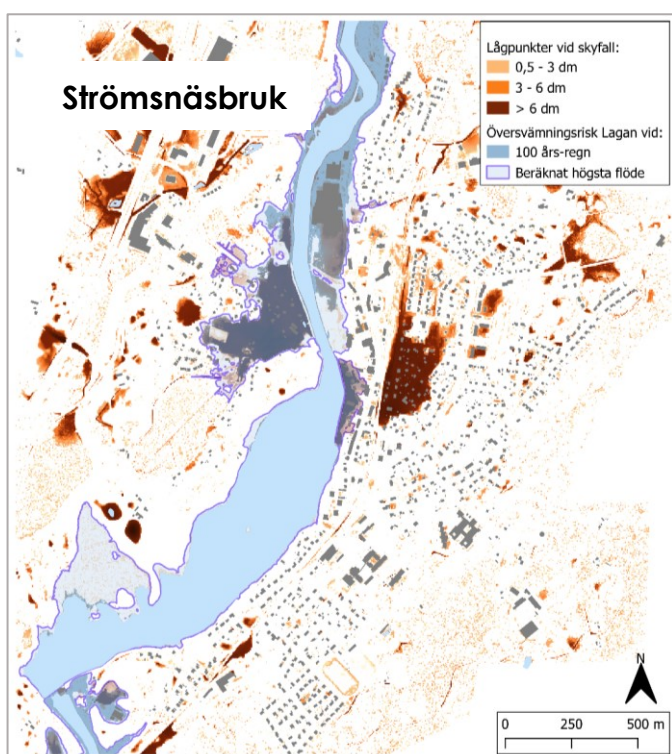 Strömsnäsbruk
Lågpunkter vid skyfall:
0,5 - 3 dm
3 - 6 dm
> 6 dm
Översvämningsrisk Lagan vid:
100 års-regn
Beräknat högsta flöde
N
0 250 500 m